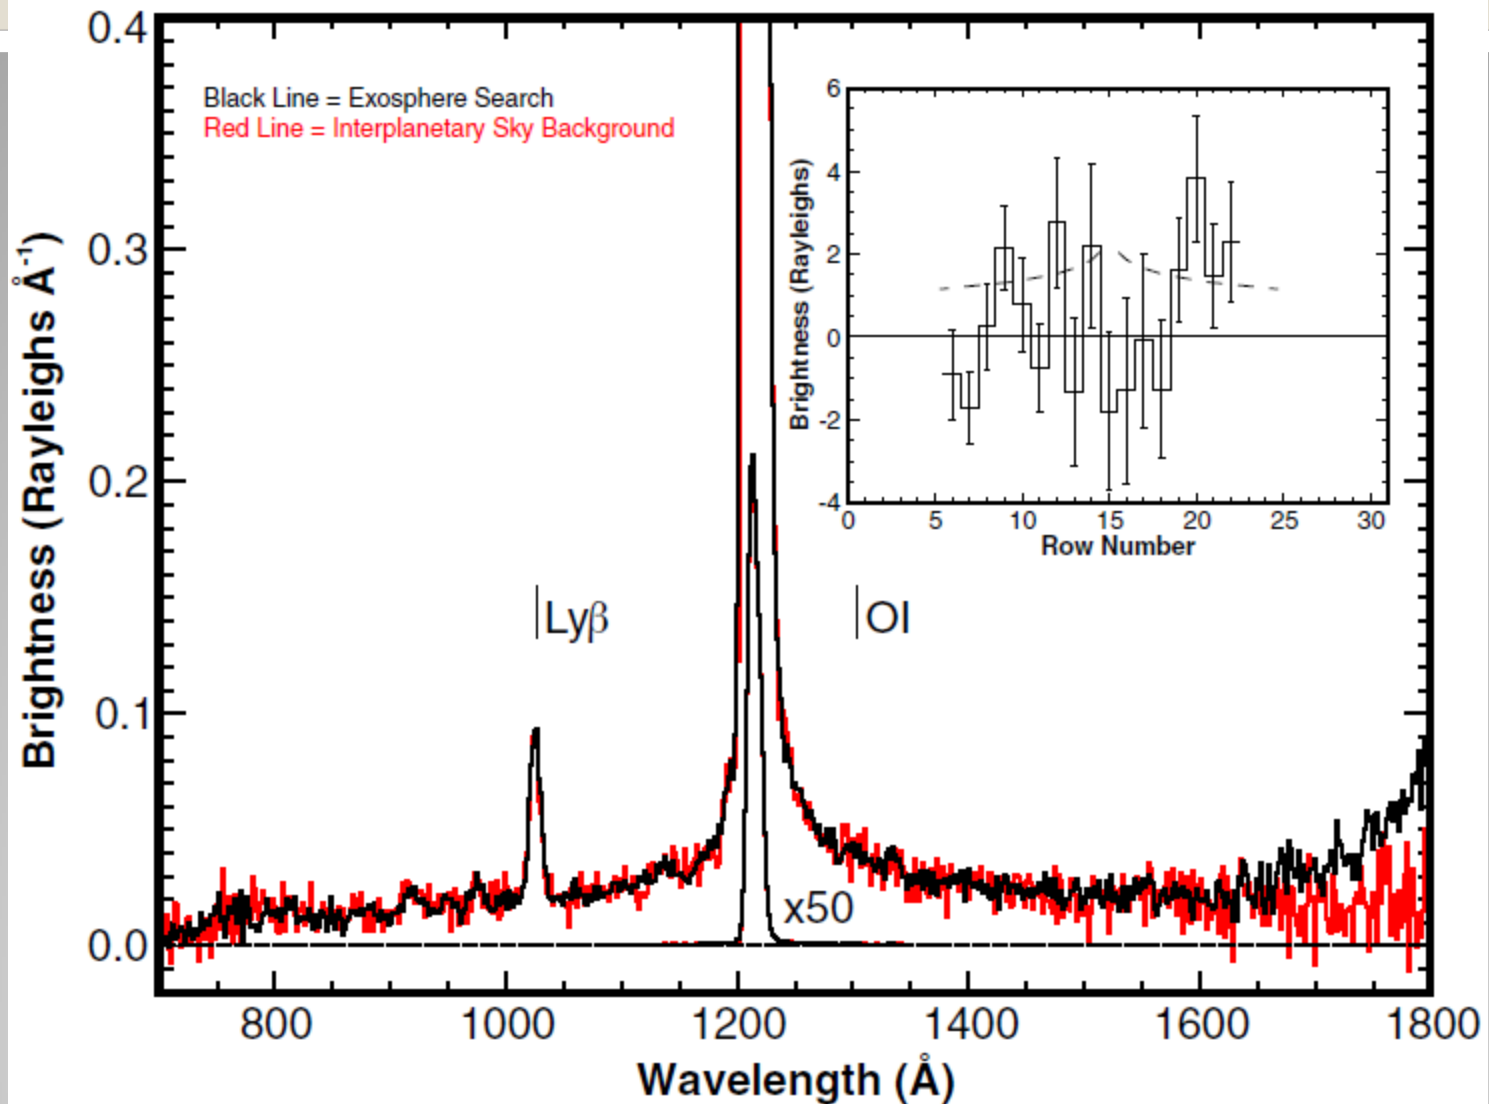 0.4
0.3
0.2
0.1
0.0
Brightness (Rayleighs Å⁻¹)
Black Line = Exosphere Search
Red Line = Interplanetary Sky Background
6
4
2
0
-2
-4
Brightness (Rayleighs)
0 5 10 15 20 25 30
Row Number
Lyβ
OI
x50
800 1000 1200 1400 1600 1800
Wavelength (Å)